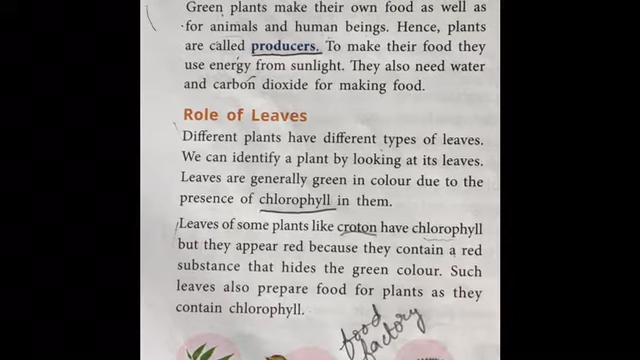 Green plants make their own food as well as
for animals and human beings. Hence, plants
are called producers. To make their food they
use energy from sunlight. They also need water
and carbon dioxide for making food.
Role of Leaves
Different plants have different types of leaves.
We can identify a plant by looking at its leaves.
Leaves are generally green in colour due to the
presence of chlorophyll in them.
Leaves of some plants like croton have chlorophyll
but they appear red because they contain a red
substance that hides the green colour. Such
leaves also prepare food for plants as they
contain chlorophyll.
food
factory